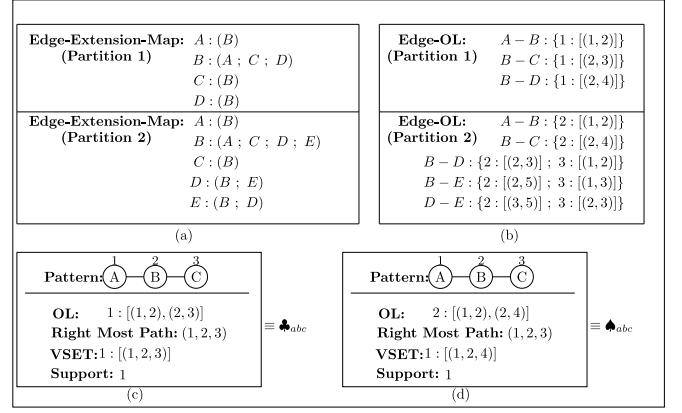 Edge-Extension-Map: A : (B)
(Partition 1) B : (A ; C ; D)
C : (B)
D : (B)
Edge-Extension-Map: A : (B)
(Partition 2) B : (A ; C ; D ; E)
C : (B)
D : (B ; E)
E : (B ; D)
(a)
Edge-OL: A − B : {1 : [(1, 2)]}
(Partition 1) B − C : {1 : [(2, 3)]}
B − D : {1 : [(2, 4)]}
Edge-OL: A − B : {2 : [(1, 2)]}
(Partition 2) B − C : {2 : [(2, 4)]}
B − D : {2 : [(2, 3)] ; 3 : [(1, 2)]}
B − E : {2 : [(2, 5)] ; 3 : [(1, 3)]}
D − E : {2 : [(3, 5)] ; 3 : [(2, 3)]}
(b)
1 2 3
Pattern: A B C
OL: 1 : [(1, 2), (2, 3)]
Right Most Path: (1, 2, 3)
VSET: 1 : [(1, 2, 3)]
Support: 1
≡ ♣abc
(c)
1 2 3
Pattern: A B C
OL: 2 : [(1, 2), (2, 4)]
Right Most Path: (1, 2, 3)
VSET: 1 : [(1, 2, 4)]
Support: 1
≡ ♠abc
(d)